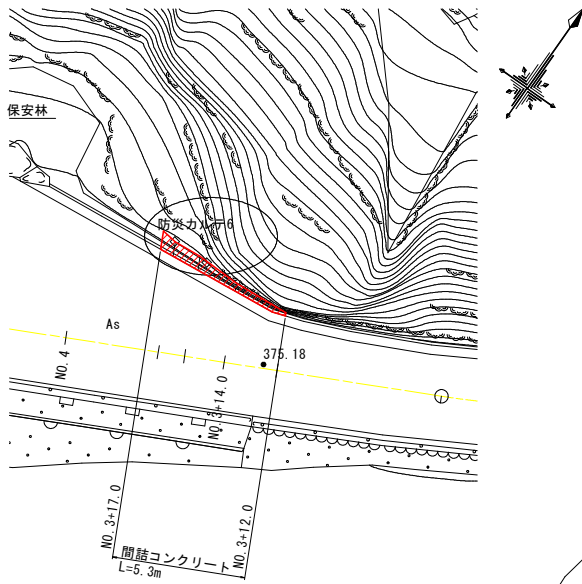 保安林
防災カルテ6
As
375.18
NO.4
NO.3+14.0
NO.3+17.0
NO.3+12.0
間詰コンクリート
L=5.3m